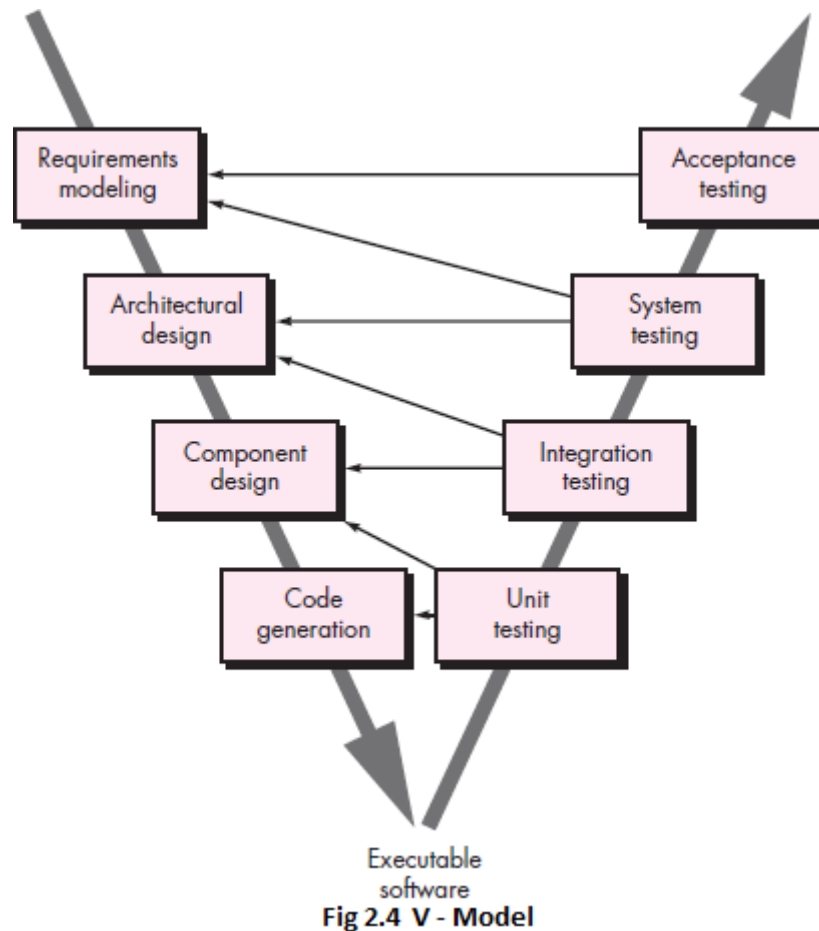 Requirements
modeling
Acceptance
testing
Architectural
design
System
testing
Component
design
Integration
testing
Code
generation
Unit
testing
Executable
software
Fig 2.4 V - Model